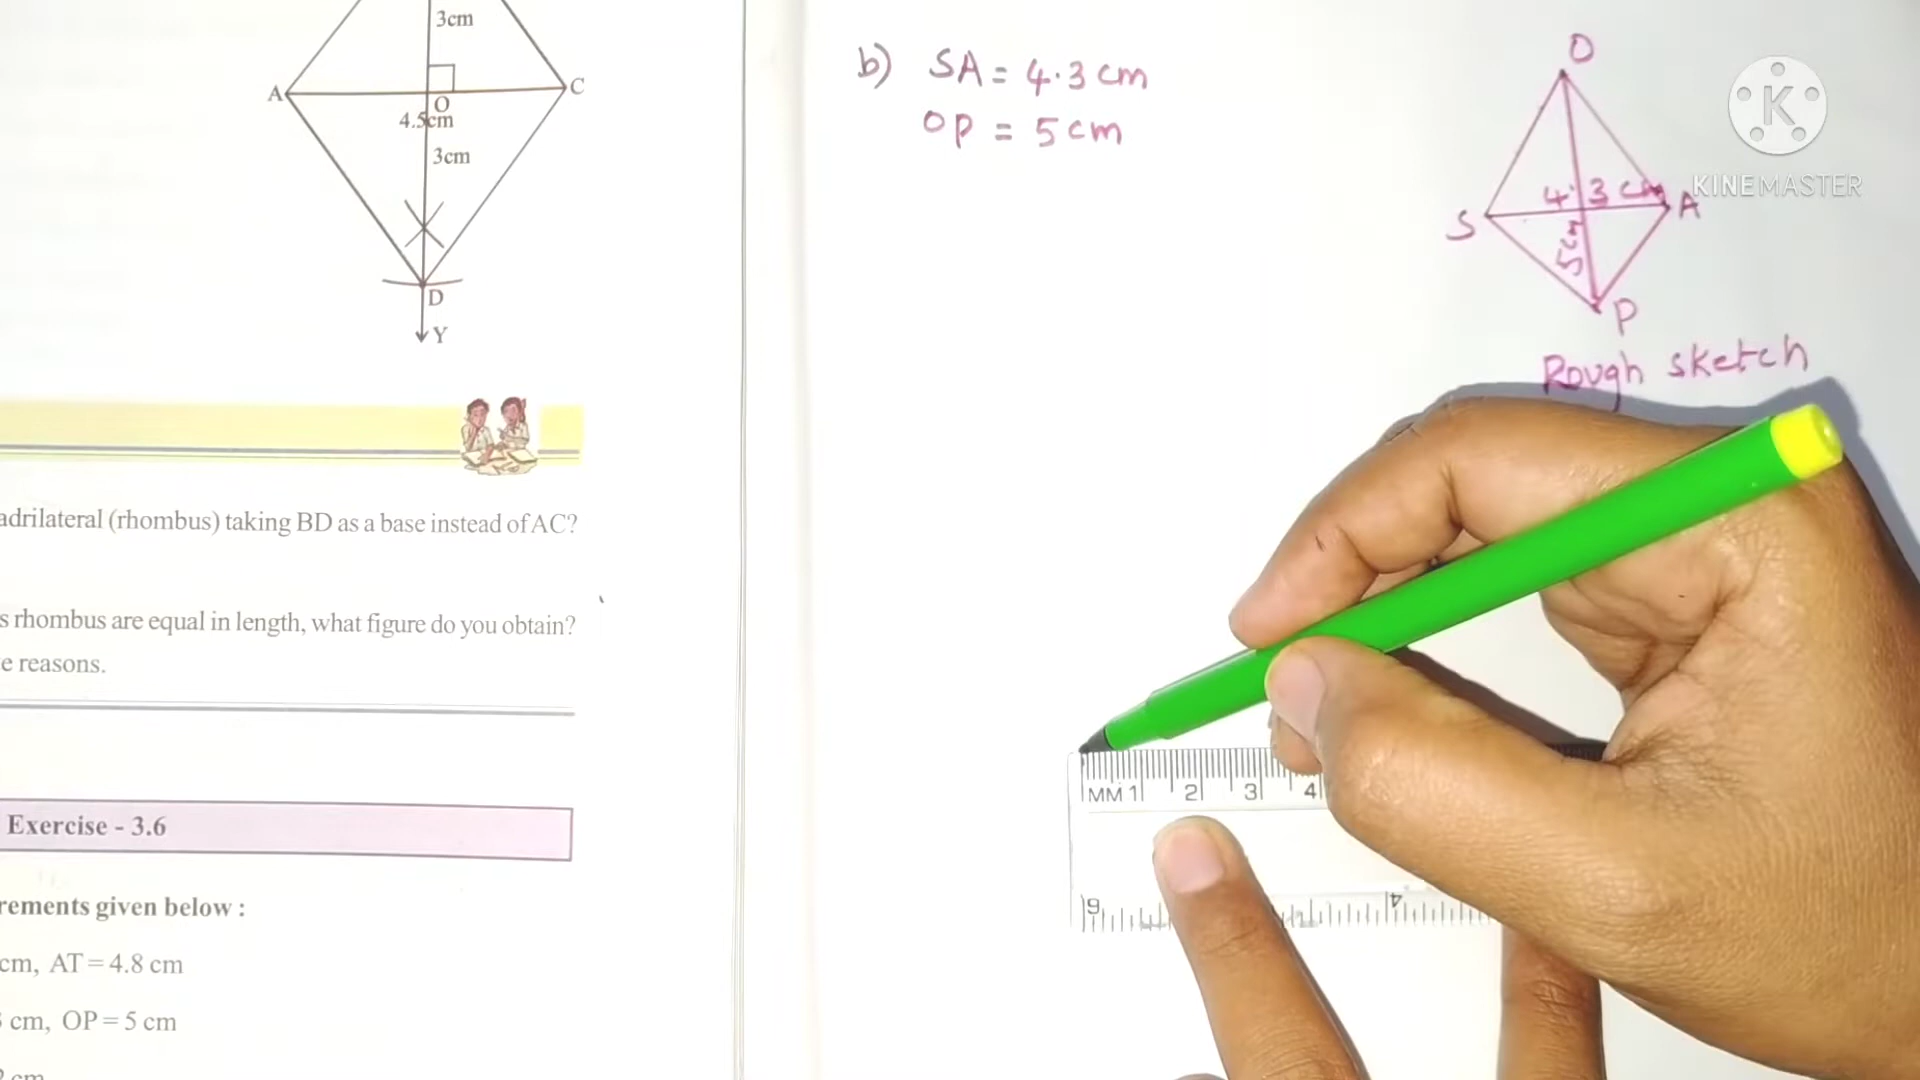 3cm
A
C
O
4.5cm
3cm
D
Y
adrilateral (rhombus) taking BD as a base instead of AC?
s rhombus are equal in length, what figure do you obtain?
e reasons.
Exercise - 3.6
rements given below :
cm, AT = 4.8 cm
cm, OP = 5 cm
cm
b) SA = 4.3 cm
OP = 5 cm
O
4.3 cm
S
A
5cm
P
Rough sketch
K
KINEMASTER
MM 1 2 3 4
6 4